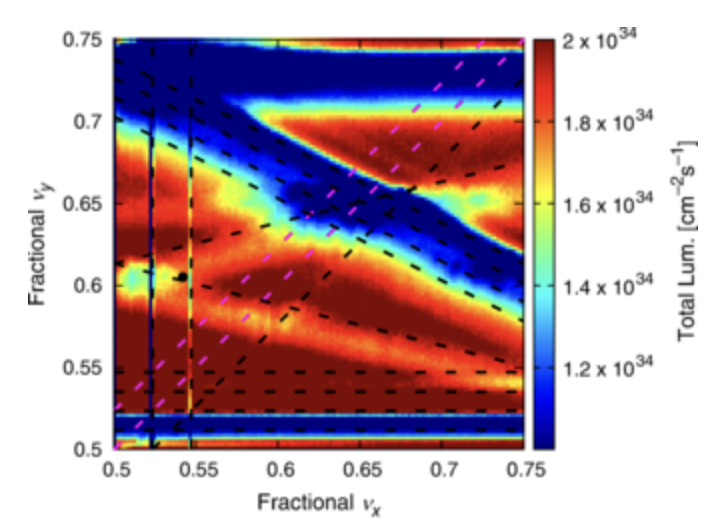 0.75
0.7
0.65
0.6
0.55
0.5
Fractional νy
0.5 0.55 0.6 0.65 0.7 0.75
Fractional νx
2 x 10^34
1.8 x 10^34
1.6 x 10^34
1.4 x 10^34
1.2 x 10^34
Total Lum. [cm^−2s^−1]